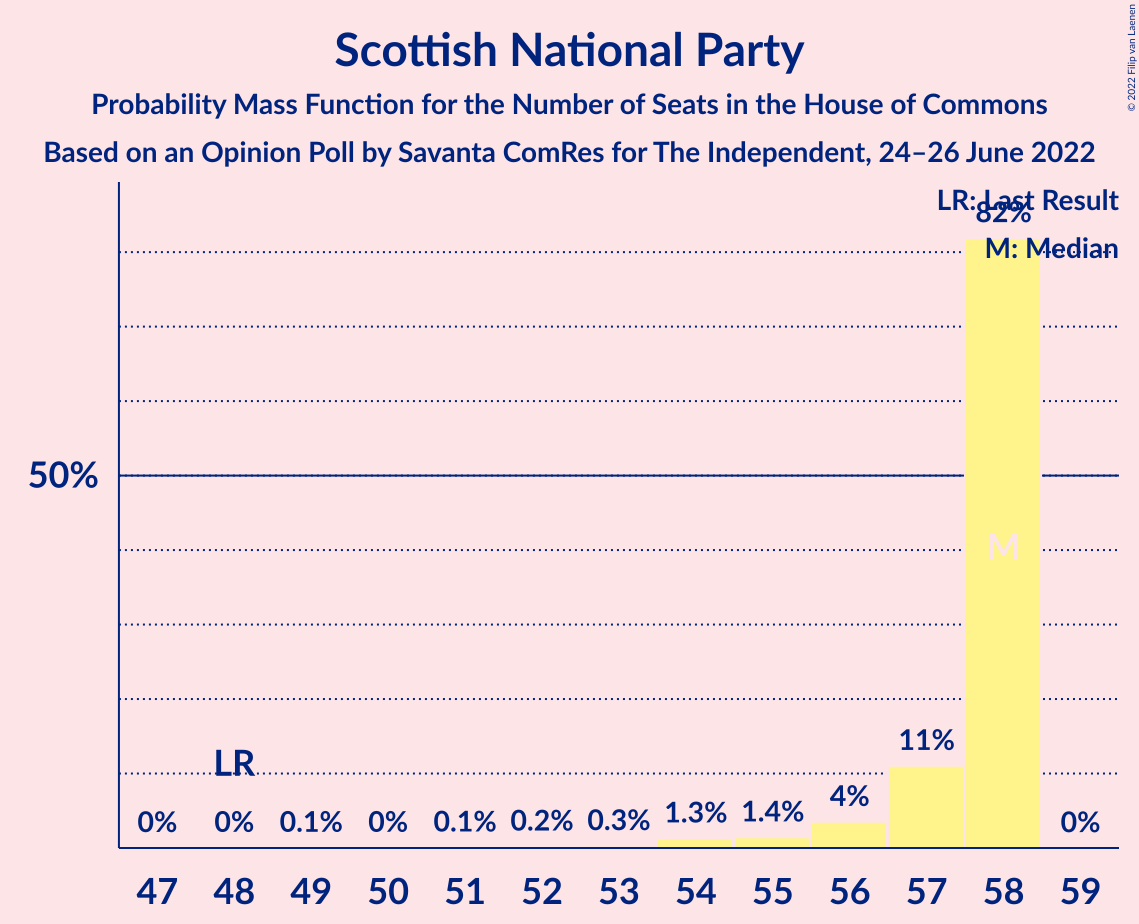 Scottish National Party
Probability Mass Function for the Number of Seats in the House of Commons
Based on an Opinion Poll by Savanta ComRes for The Independent, 24–26 June 2022
© 2022 Filip van Laenen
LR: Last Result
82%
M: Median
50%
M
LR
11%
4%
0% 0% 0.1% 0% 0.1% 0.2% 0.3% 1.3% 1.4% 0%
47 48 49 50 51 52 53 54 55 56 57 58 59